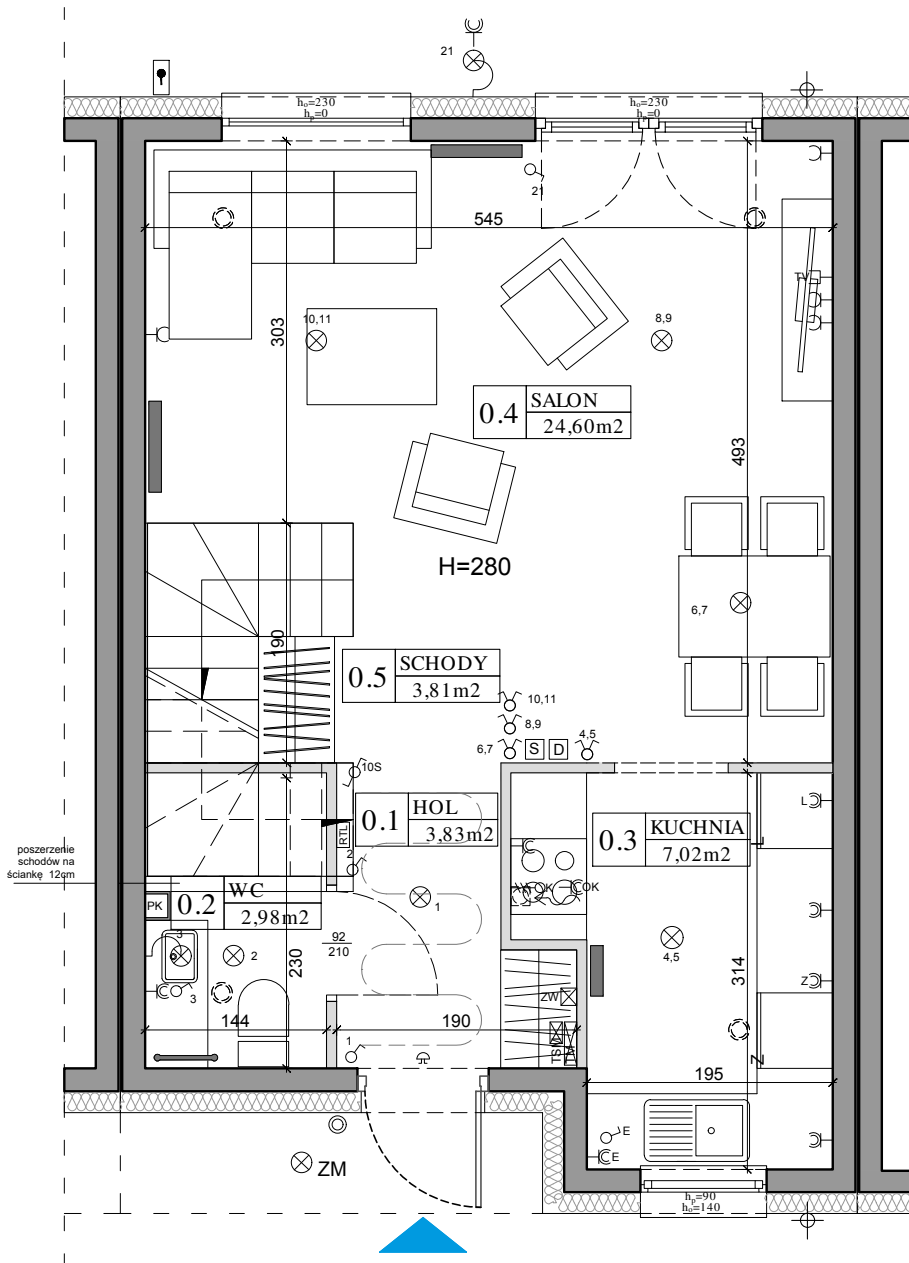 21
hₒ=230
hₚ=0
hₒ=230
hₚ=0
21
545
TV
303
10,11
8,9
0.4 SALON
24,60m2
493
H=280
6,7
190
0.5 SCHODY
3,81m2
10,11
8,9
6,7 S D 4,5
10S
0.1 HOL
3,83m2
RTL
2
L
L
0.3 KUCHNIA
7,02m2
poszerzenie
schodów na
ściankę 12cm
OK
OK
PK
0.2 WC
2,98m2
1
3
2
92
210
4,5
230
314
3
ZW
Z
144
190
1
TS
Z
195
E
E
ZM
hₚ=90
hₒ=140